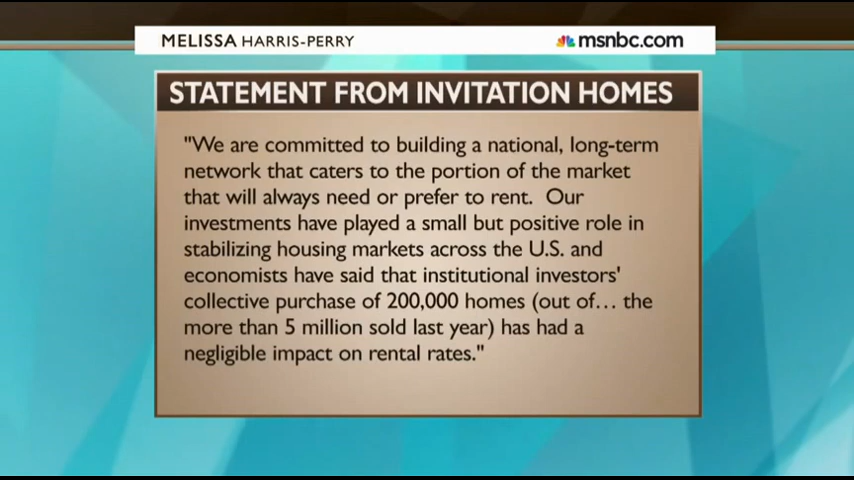 MELISSA HARRIS-PERRY
msnbc.com
STATEMENT FROM INVITATION HOMES
"We are committed to building a national, long-term
network that caters to the portion of the market
that will always need or prefer to rent.  Our
investments have played a small but positive role in
stabilizing housing markets across the U.S. and
economists have said that institutional investors'
collective purchase of 200,000 homes (out of... the
more than 5 million sold last year) has had a
negligible impact on rental rates."